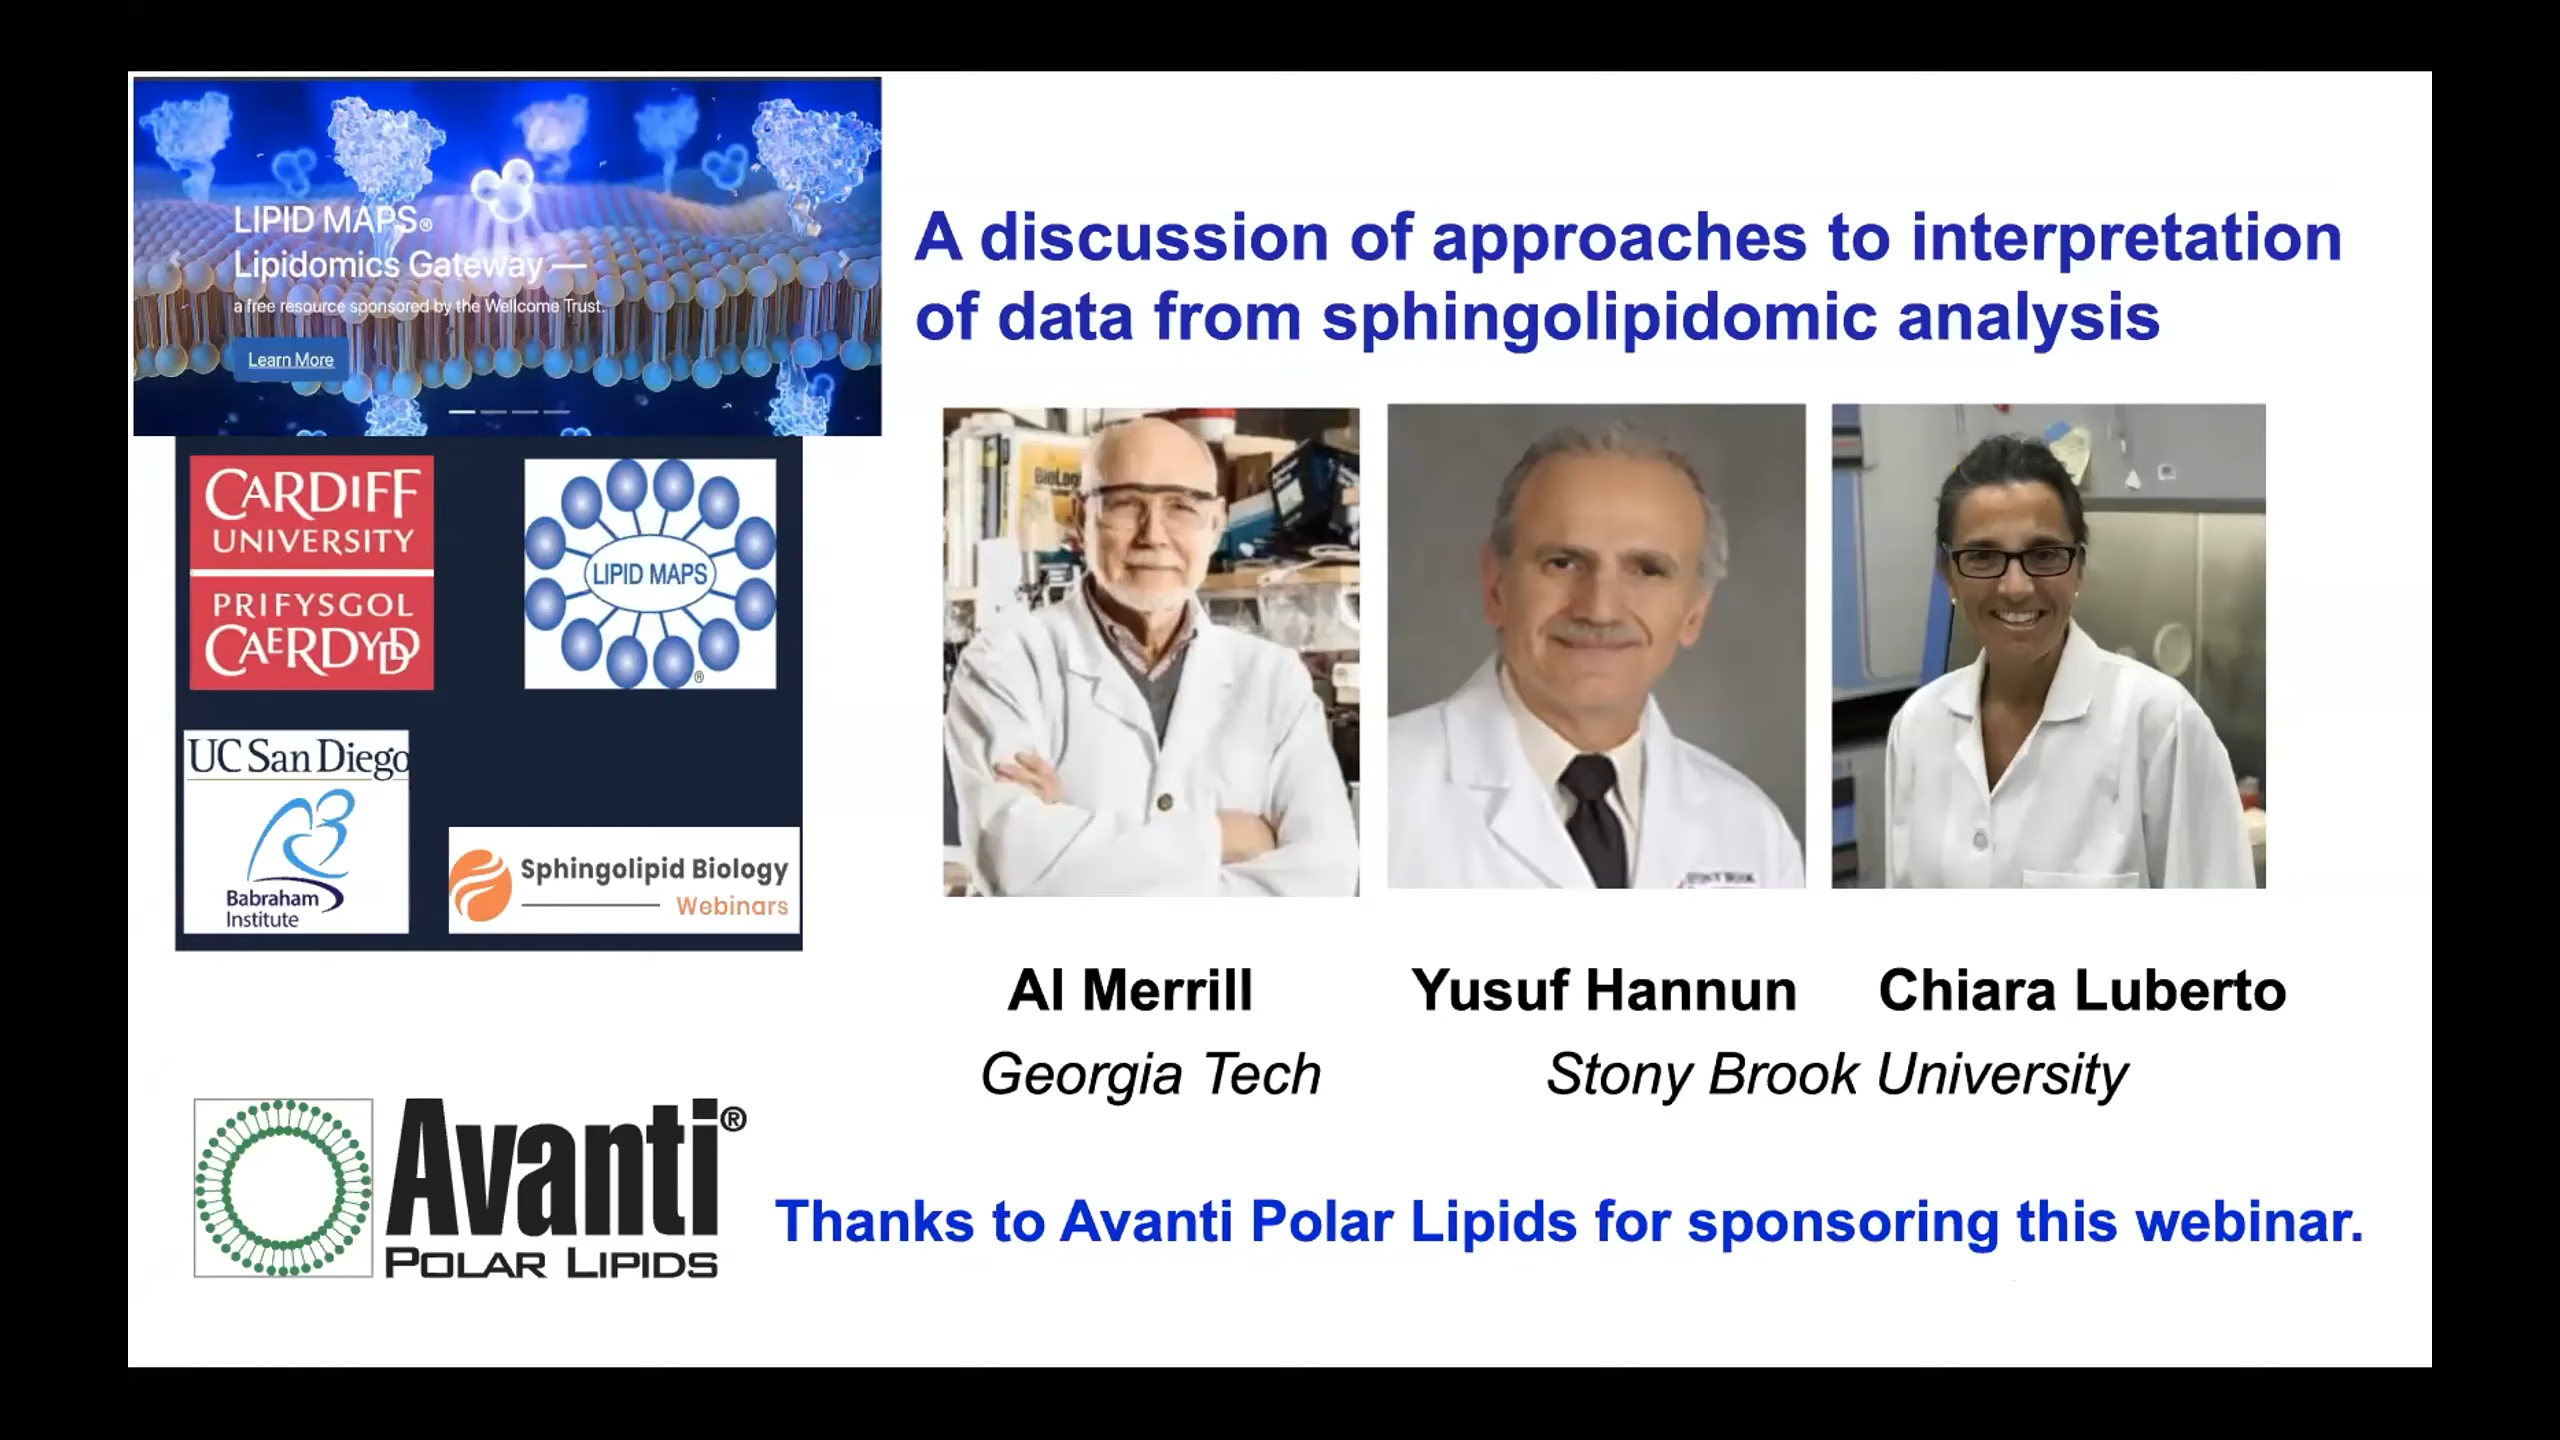 LIPID MAPS®
Lipidomics Gateway —
a free resource sponsored by the Wellcome Trust.
Learn More
A discussion of approaches to interpretation
of data from sphingolipidomic analysis
CARDIFF
UNIVERSITY
PRIFYSGOL
CAERDYDD
LIPID MAPS
®
UC San Diego
Babraham
Institute
Sphingolipid Biology
Webinars
BioLog
Al Merrill
Yusuf Hannun
Chiara Luberto
Georgia Tech
Stony Brook University
Avanti®
POLAR LIPIDS
Thanks to Avanti Polar Lipids for sponsoring this webinar.